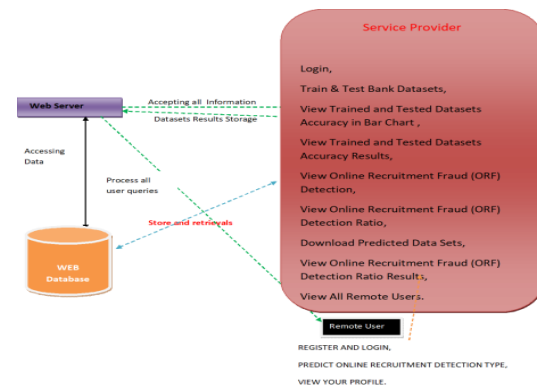 Service Provider
Login,
Train & Test Bank Datasets,
View Trained and Tested Datasets
Accuracy in Bar Chart ,
View Trained and Tested Datasets
Accuracy Results,
View Online Recruitment Fraud (ORF)
Detection,
View Online Recruitment Fraud (ORF)
Detection Ratio,
Download Predicted Data Sets,
View Online Recruitment Fraud (ORF)
Detection Ratio Results,
View All Remote Users.
Web Server
Accepting all Information
Datasets Results Storage
Accessing
Data
Process all
user queries
Store and retrievals
WEB
Database
Remote User
REGISTER AND LOGIN,
PREDICT ONLINE RECRUITMENT DETECTION TYPE,
VIEW YOUR PROFILE.